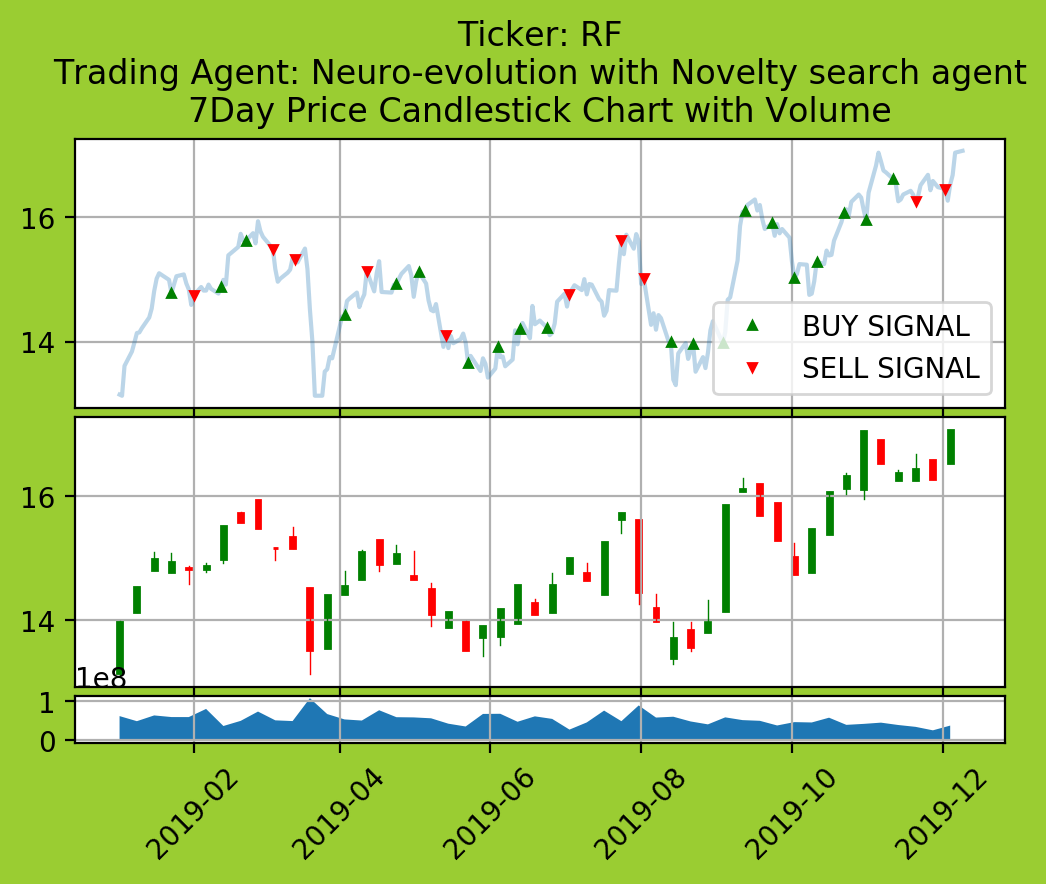 Ticker: RF
Trading Agent: Neuro-evolution with Novelty search agent
7Day Price Candlestick Chart with Volume
16
14
BUY SIGNAL
SELL SIGNAL
16
14
1e8
1
0
2019-02
2019-04
2019-06
2019-08
2019-10
2019-12